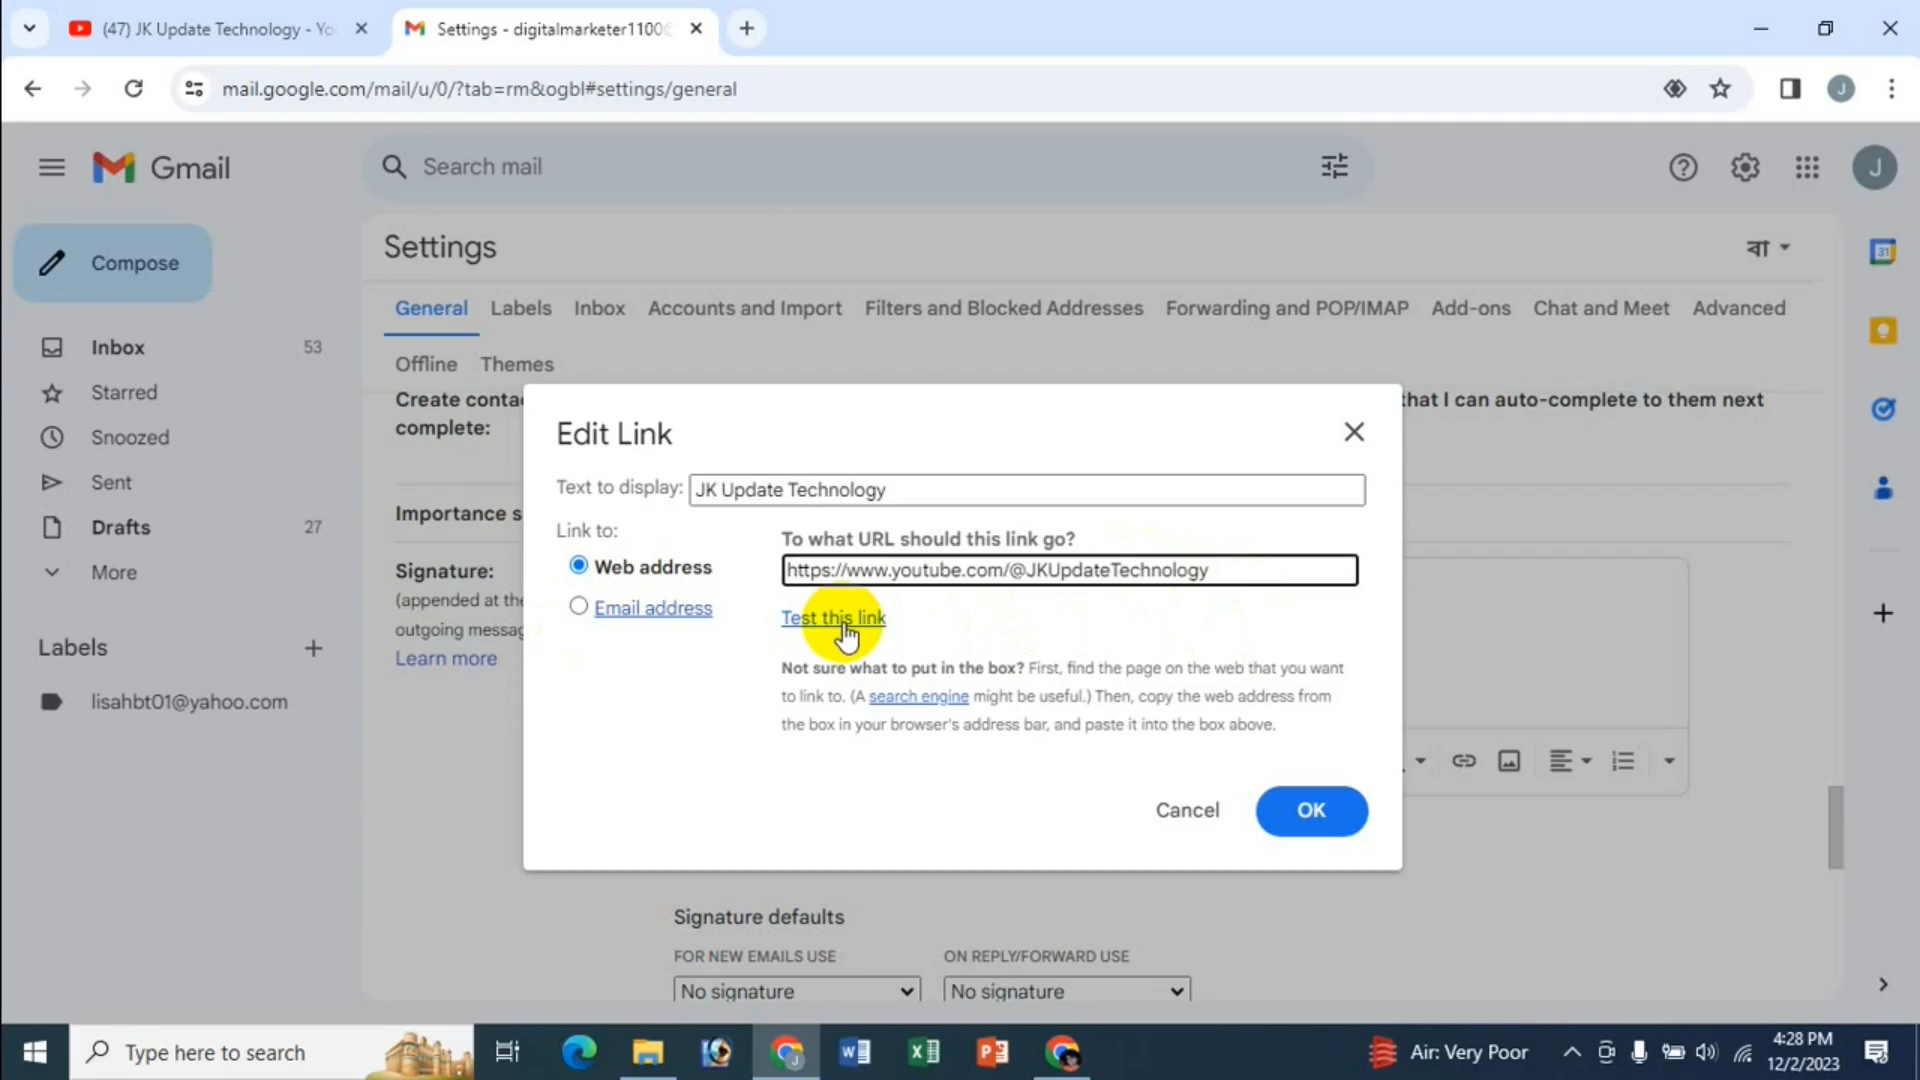 (47) JK Update Technology - Yo
Settings - digitalmarketer1100@
mail.google.com/mail/u/0/?tab=rm&ogbl#settings/general
J
Gmail
Search mail
J
Compose
Settings
বা
31
General Labels Inbox Accounts and Import Filters and Blocked Addresses Forwarding and POP/IMAP Add-ons Chat and Meet Advanced
Offline Themes
Inbox 53
Starred
Snoozed
Sent
Drafts 27
More
Labels
lisahbt01@yahoo.com
Create conta
complete:
that I can auto-complete to them next
Importance s
Signature:
(appended at the
outgoing messag
Learn more
Edit Link
Text to display: JK Update Technology
Link to:
To what URL should this link go?
Web address
https://www.youtube.com/@JKUpdateTechnology
Email address
Test this link
Not sure what to put in the box? First, find the page on the web that you want
to link to. (A search engine might be useful.) Then, copy the web address from
the box in your browser's address bar, and paste it into the box above.
Cancel
OK
Signature defaults
FOR NEW EMAILS USE
ON REPLY/FORWARD USE
No signature
No signature
Type here to search
Air: Very Poor
4:28 PM
12/2/2023